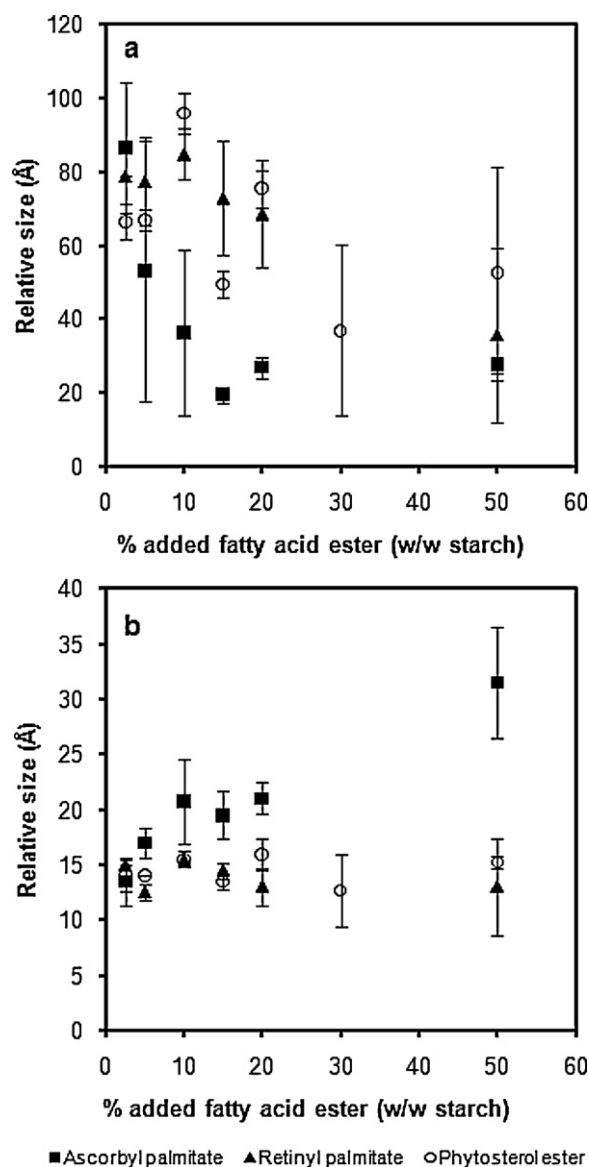 a
120
100
80
60
40
20
0
Relative size (Å)
0 10 20 30 40 50 60
% added fatty acid ester (w/w starch)
b
40
35
30
25
20
15
10
5
0
Relative size (Å)
0 10 20 30 40 50 60
% added fatty acid ester (w/w starch)
■Ascorbyl palmitate ▲Retinyl palmitate ○Phytosterol ester